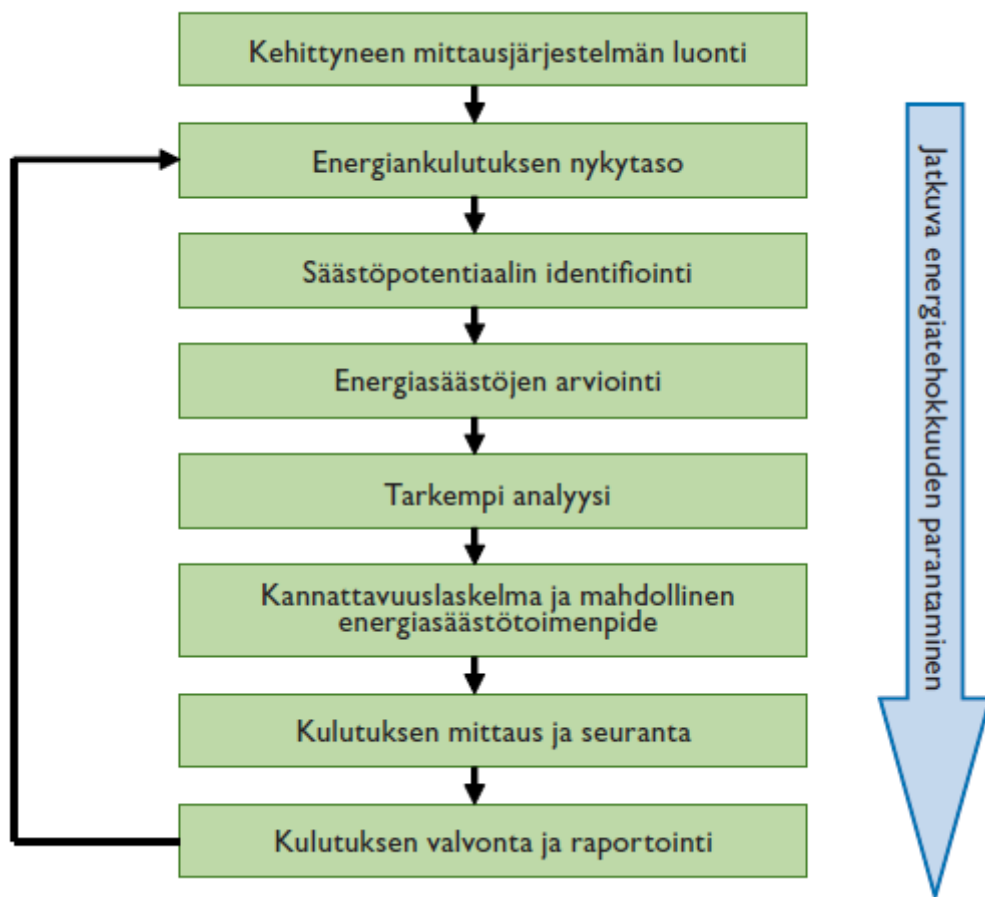 Kehittyneen mittausjärjestelmän luonti
Energiankulutuksen nykytaso
Säästöpotentiaalin identifiointi
Energiasäästöjen arviointi
Tarkempi analyysi
Kannattavuuslaskelma ja mahdollinen
energiasäästötoimenpide
Kulutuksen mittaus ja seuranta
Kulutuksen valvonta ja raportointi
Jatkuva energiatehokkuuden parantaminen